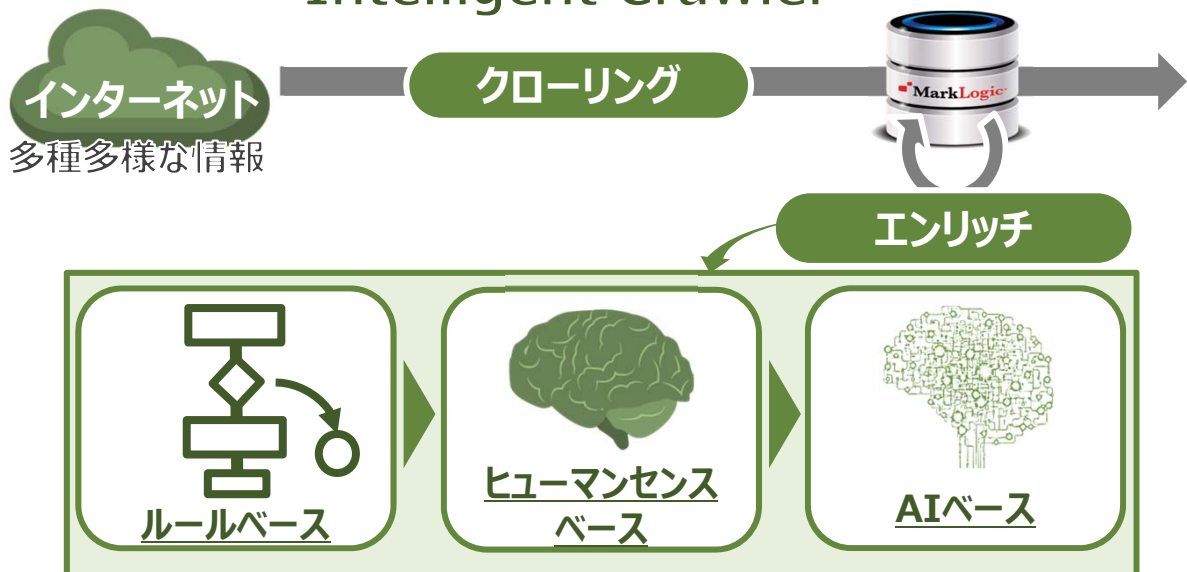 Intelligent Crawler
インターネット
多種多様な情報
クローリング
MarkLogic
エンリッチ
ルールベース
ヒューマンセンス
ベース
AIベース